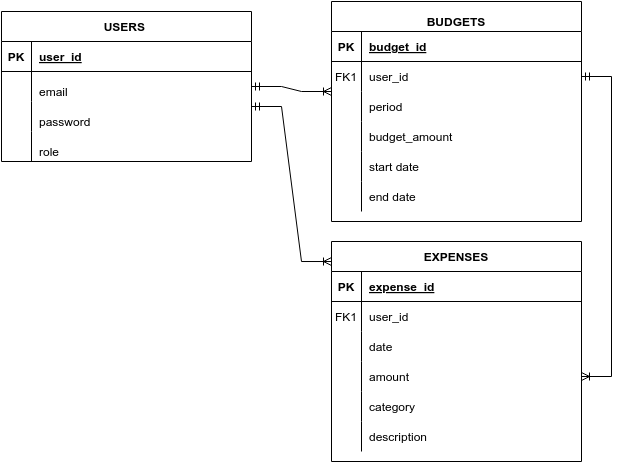 USERS
PK user_id
email
password
role
BUDGETS
PK budget_id
FK1 user_id
period
budget_amount
start date
end date
EXPENSES
PK expense_id
FK1 user_id
date
amount
category
description